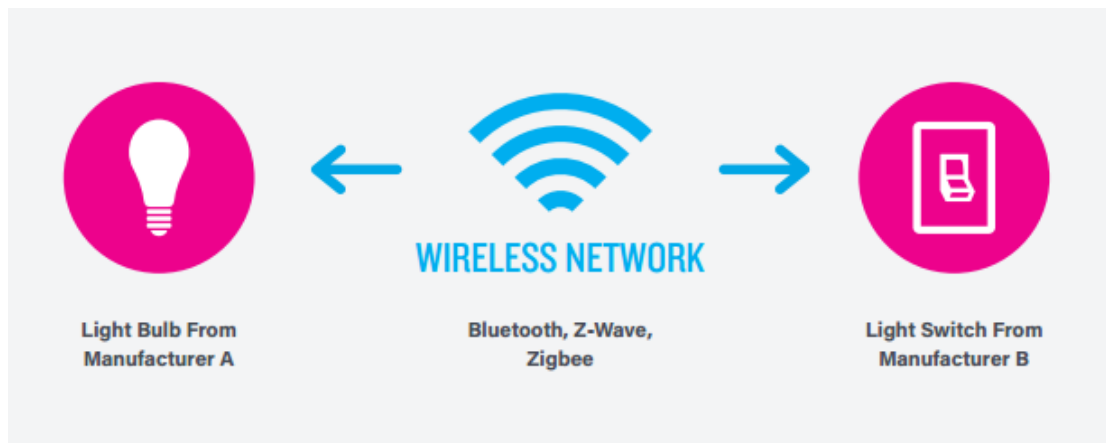 WIRELESS NETWORK
Light Bulb From
Manufacturer A
Bluetooth, Z-Wave,
Zigbee
Light Switch From
Manufacturer B